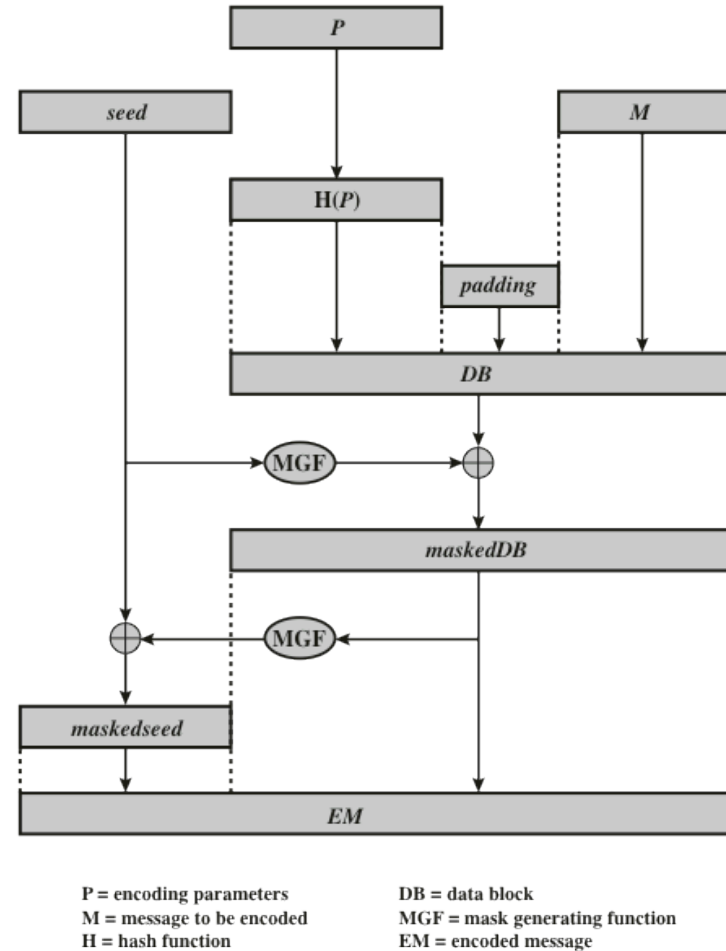 P
seed
M
H(P)
padding
DB
MGF
maskedDB
MGF
maskedseed
EM
P = encoding parameters
M = message to be encoded
H = hash function
DB = data block
MGF = mask generating function
EM = encoded message